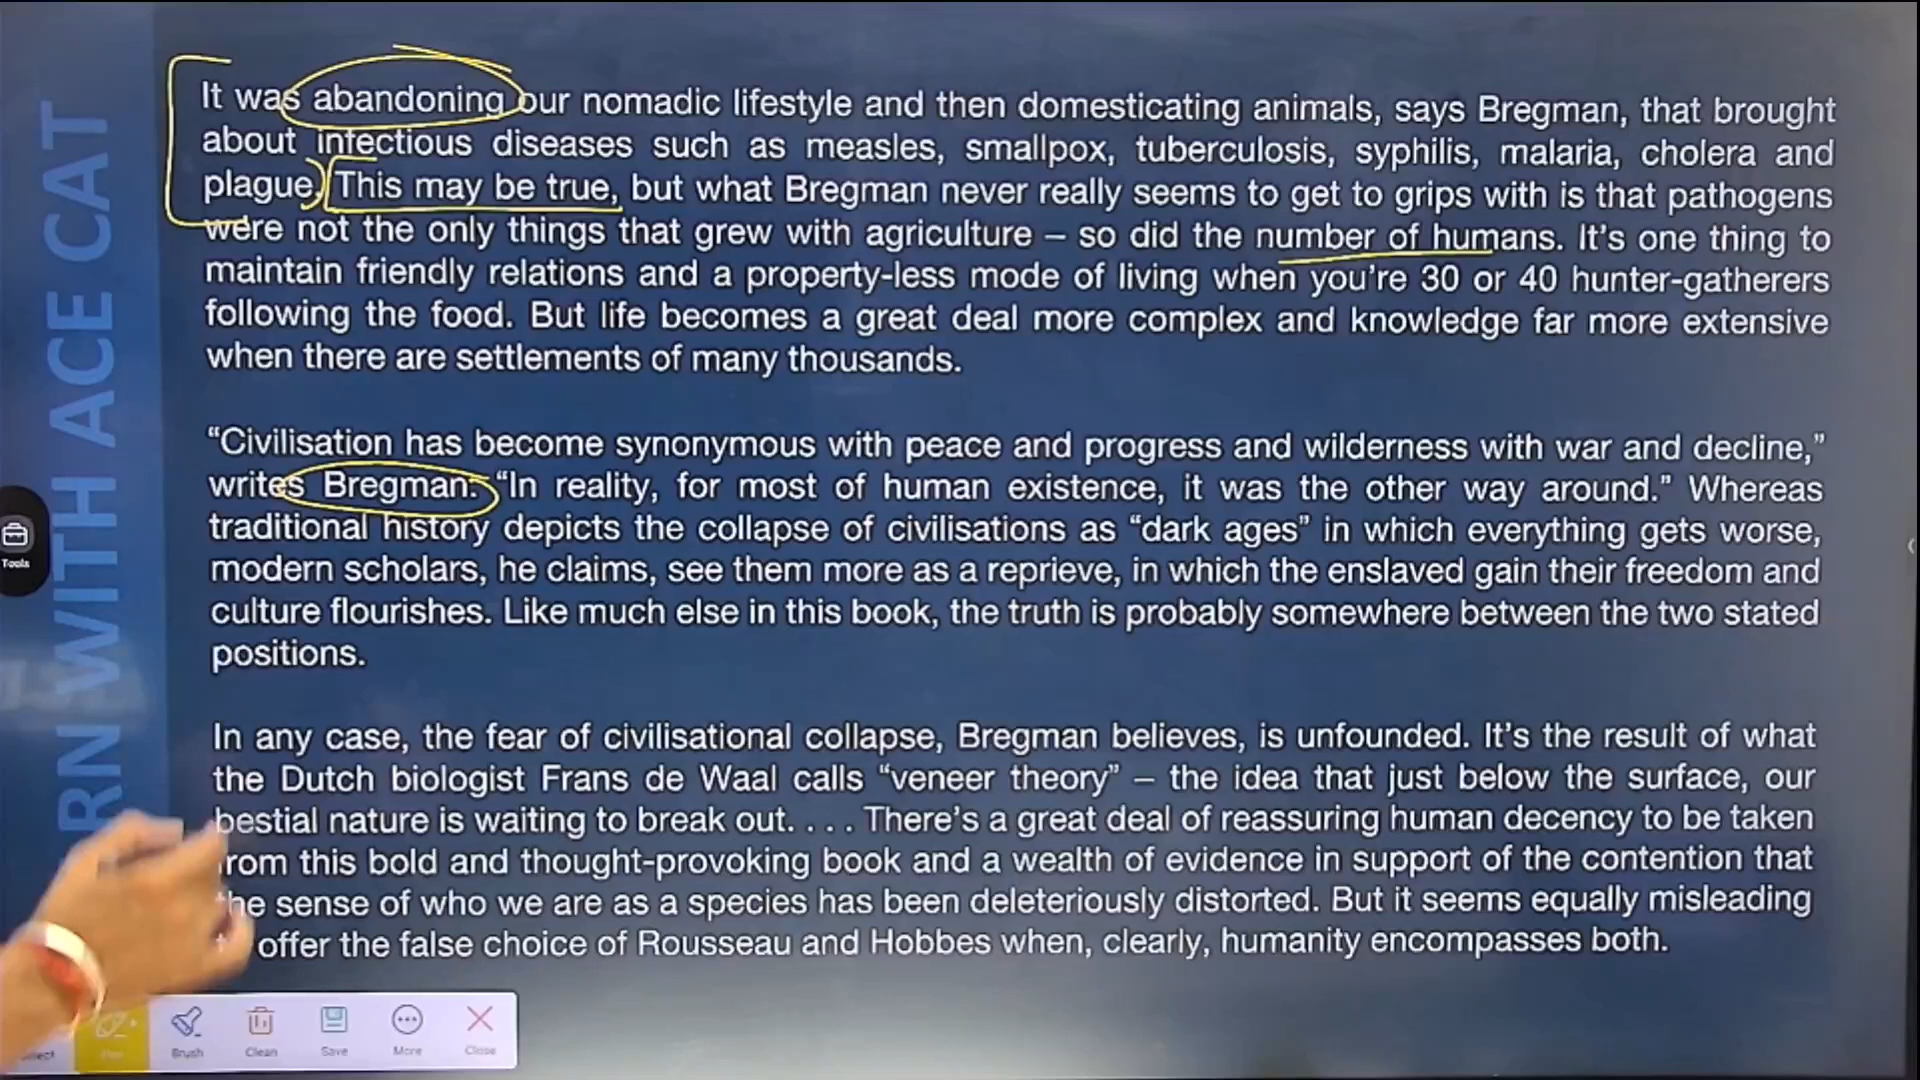 It was abandoning our nomadic lifestyle and then domesticating animals, says Bregman, that brought
about infectious diseases such as measles, smallpox, tuberculosis, syphilis, malaria, cholera and
plague. This may be true, but what Bregman never really seems to get to grips with is that pathogens
were not the only things that grew with agriculture – so did the number of humans. It's one thing to
maintain friendly relations and a property-less mode of living when you're 30 or 40 hunter-gatherers
following the food. But life becomes a great deal more complex and knowledge far more extensive
when there are settlements of many thousands.
“Civilisation has become synonymous with peace and progress and wilderness with war and decline,”
writes Bregman. “In reality, for most of human existence, it was the other way around.” Whereas
traditional history depicts the collapse of civilisations as “dark ages” in which everything gets worse,
modern scholars, he claims, see them more as a reprieve, in which the enslaved gain their freedom and
culture flourishes. Like much else in this book, the truth is probably somewhere between the two stated
positions.
In any case, the fear of civilisational collapse, Bregman believes, is unfounded. It's the result of what
the Dutch biologist Frans de Waal calls “veneer theory” – the idea that just below the surface, our
bestial nature is waiting to break out. . . . There's a great deal of reassuring human decency to be taken
from this bold and thought-provoking book and a wealth of evidence in support of the contention that
the sense of who we are as a species has been deleteriously distorted. But it seems equally misleading
offer the false choice of Rousseau and Hobbes when, clearly, humanity encompasses both.
RN WITH ACE CAT
Tools
Brush
Clean
Save
More
Close